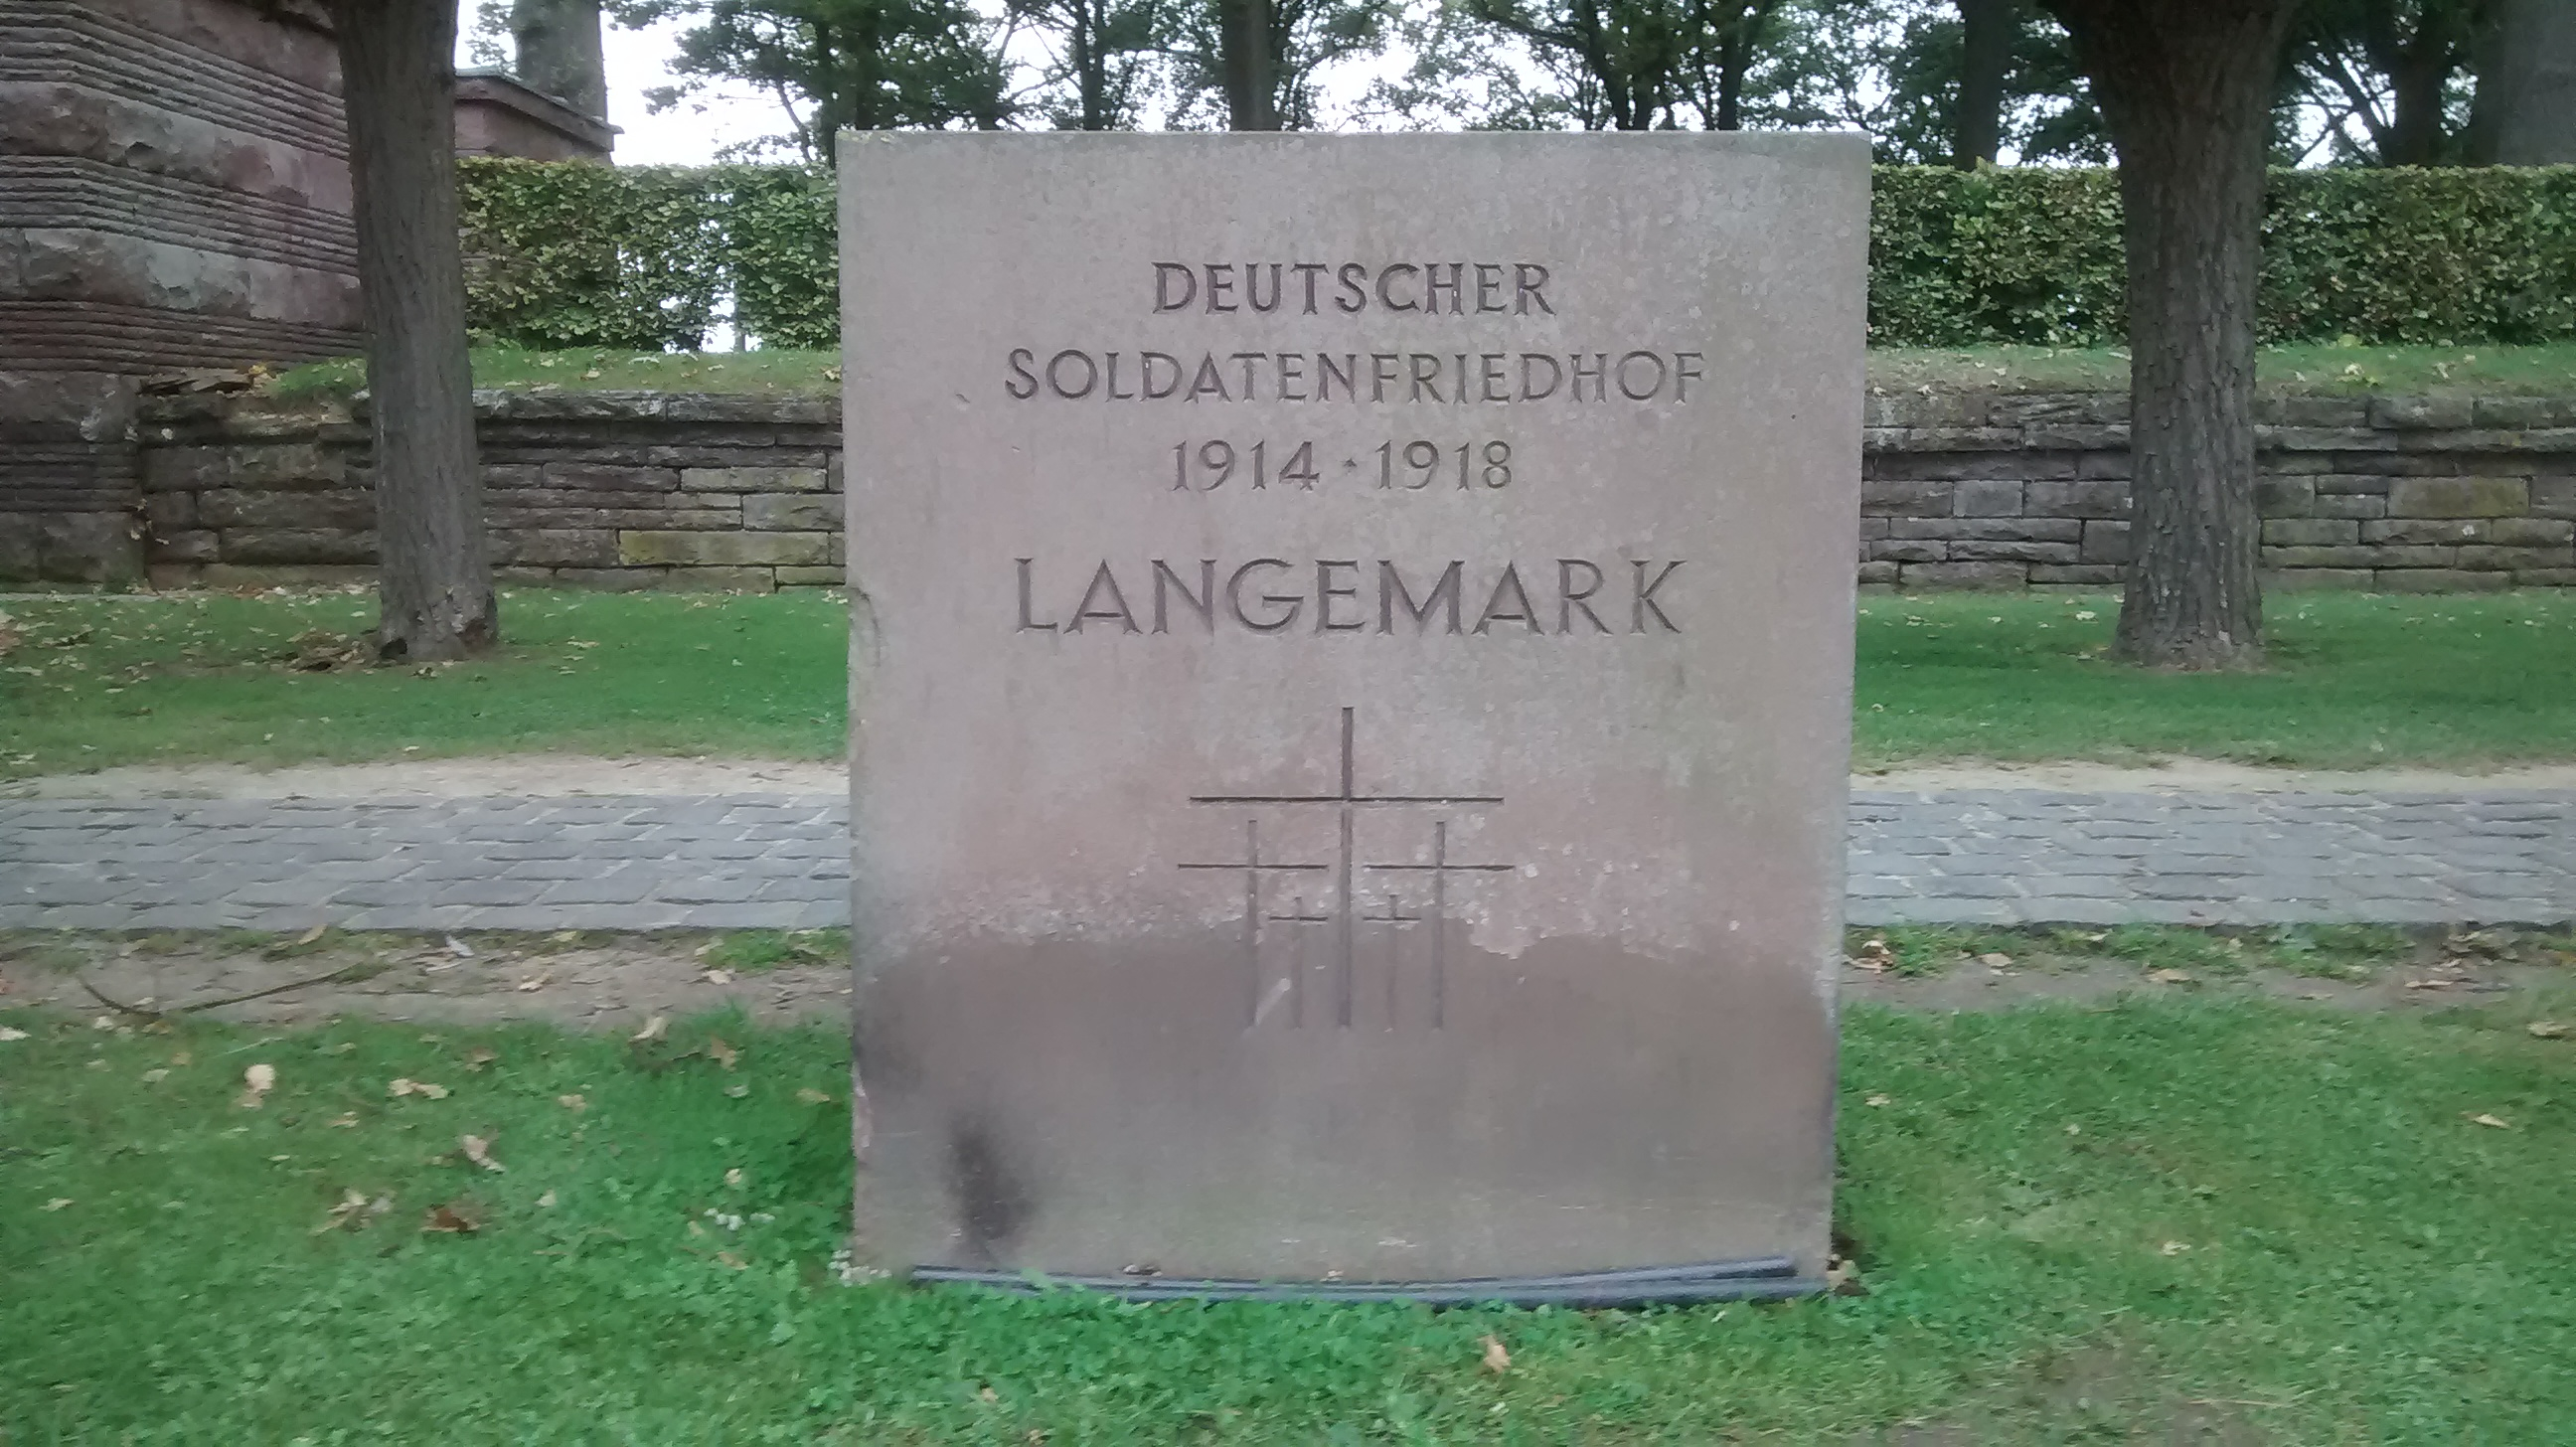 DEUTSCHER
SOLDATENFRIEDHOF
1914 · 1918
LANGEMARK